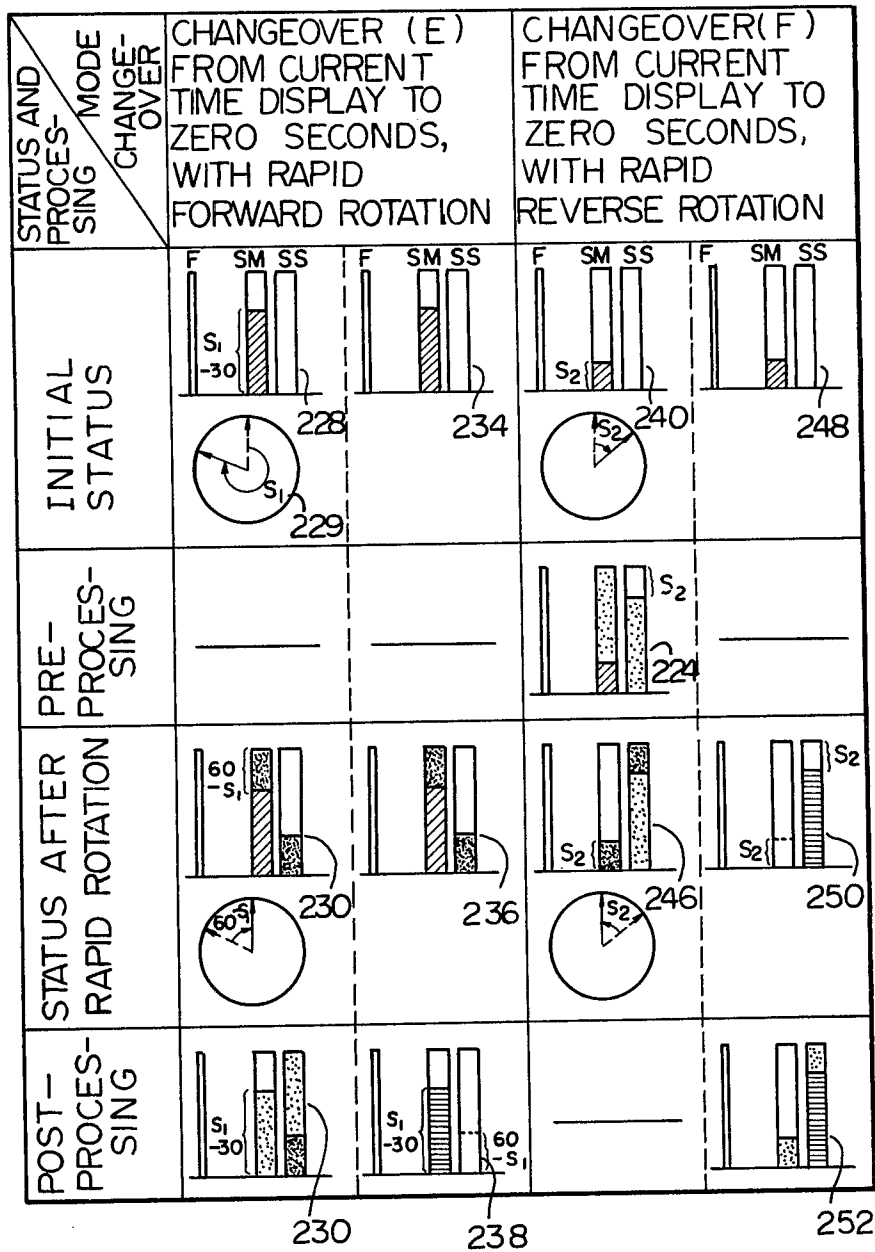 STATUS AND
PROCES-
SING
MODE
CHANGE-
OVER
CHANGEOVER (E)
FROM CURRENT
TIME DISPLAY TO
ZERO SECONDS,
WITH RAPID
FORWARD ROTATION
CHANGEOVER(F)
FROM CURRENT
TIME DISPLAY TO
ZERO SECONDS,
WITH RAPID
REVERSE ROTATION
INITIAL
STATUS
F SM SS
S1
-30
228
S1
229
F SM SS
234
F SM SS
S2
240
S2
F SM SS
248
PRE-
PROCES-
SING
S2
224
STATUS AFTER
RAPID ROTATION
60
-S1
230
60-S1
236
S2
246
S2
S2
S2
250
POST-
PROCES-
SING
S1
-30
230
S1
-30
60
-S1
238
252